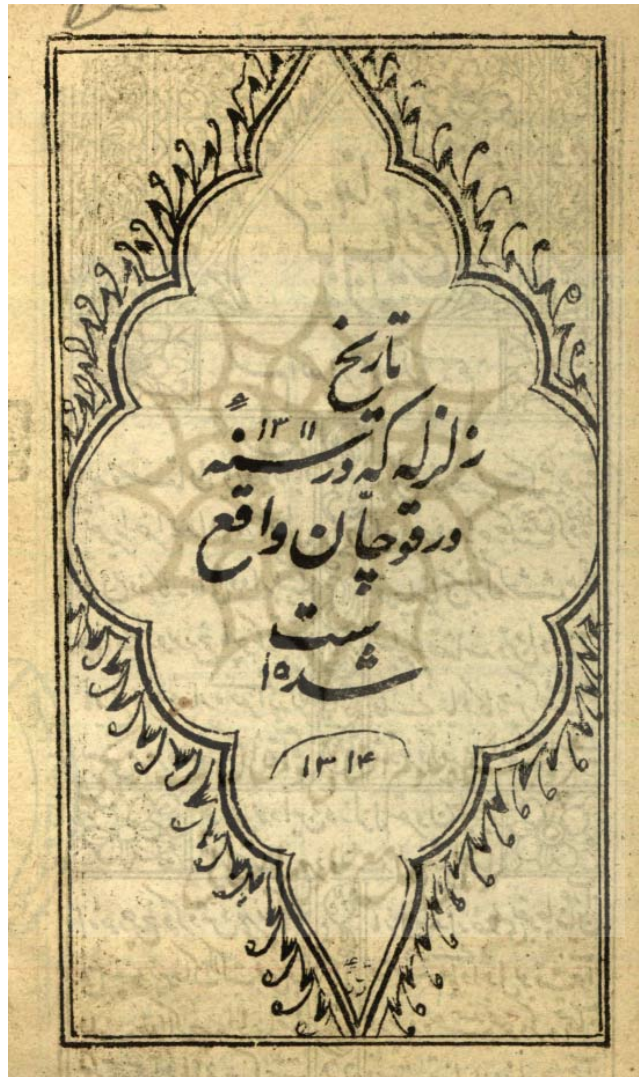 تاریخ
زلزله که در سنه ۱۳۱۱
در قوچان واقع
شده است
۱۳۱۴